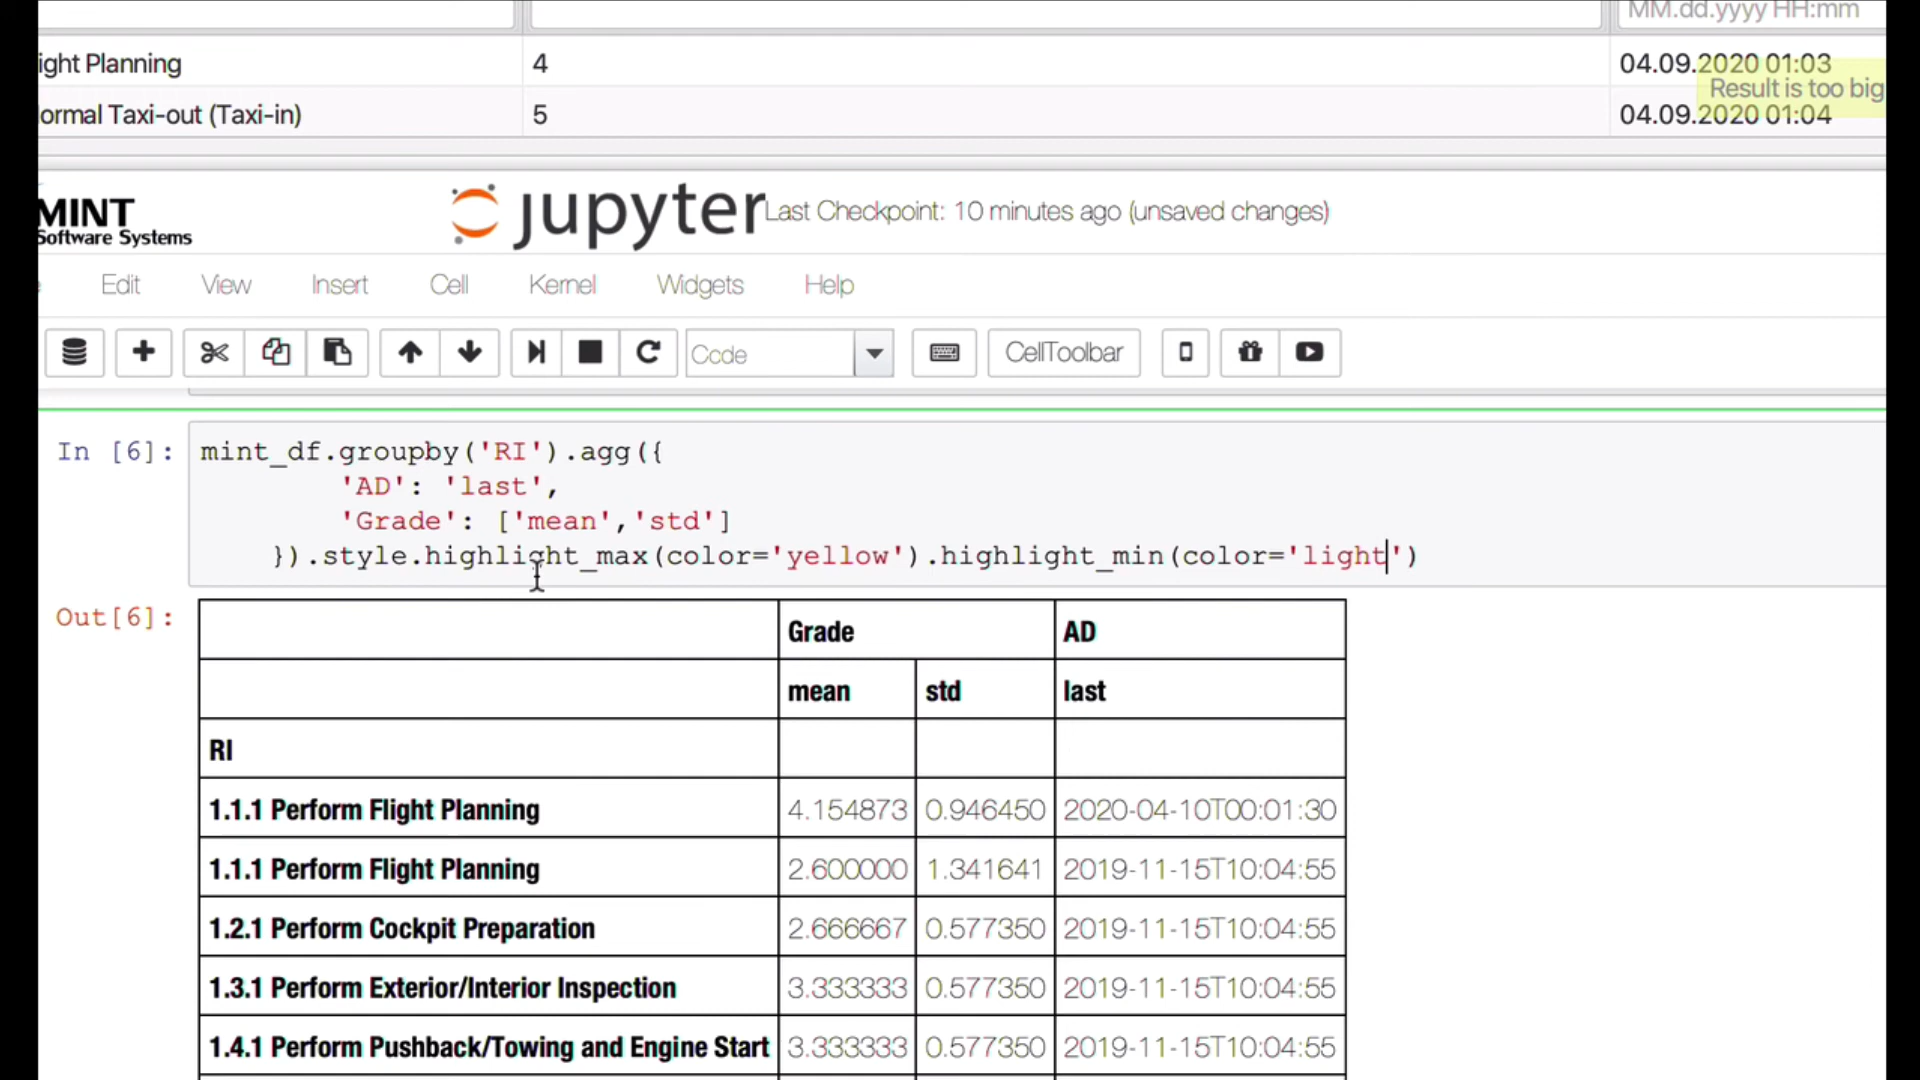 MM.dd.yyyy HH:mm
ight Planning 4 04.09.2020 01:03
Result is too big
ormal Taxi-out (Taxi-in) 5 04.09.2020 01:04
MINT
Software Systems
jupyter Last Checkpoint: 10 minutes ago (unsaved changes)
Edit View Insert Cell Kernel Widgets Help
Code CellToolbar
In [6]: mint_df.groupby('RI').agg({
'AD': 'last',
'Grade': ['mean','std']
}).style.highlight_max(color='yellow').highlight_min(color='light')
Out[6]:
Grade AD
mean std last
RI
1.1.1 Perform Flight Planning 4.154873 0.946450 2020-04-10T00:01:30
1.1.1 Perform Flight Planning 2.600000 1.341641 2019-11-15T10:04:55
1.2.1 Perform Cockpit Preparation 2.666667 0.577350 2019-11-15T10:04:55
1.3.1 Perform Exterior/Interior Inspection 3.333333 0.577350 2019-11-15T10:04:55
1.4.1 Perform Pushback/Towing and Engine Start 3.333333 0.577350 2019-11-15T10:04:55